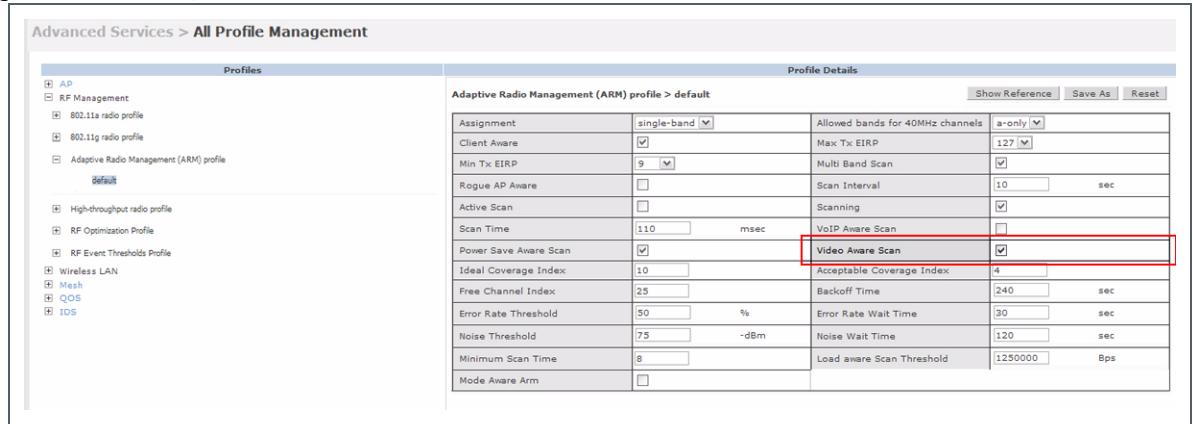 Advanced Services > All Profile Management
Profiles
AP
RF Management
802.11a radio profile
802.11g radio profile
Adaptive Radio Management (ARM) profile
default
High-throughput radio profile
RF Optimization Profile
RF Event Thresholds Profile
Wireless LAN
Mesh
QOS
IDS
Profile Details
Adaptive Radio Management (ARM) profile > default Show Reference Save As Reset
Assignment single-band Allowed bands for 40MHz channels a-only
Client Aware Max Tx EIRP 127
Min Tx EIRP 9 Multi Band Scan
Rogue AP Aware Scan Interval 10 sec
Active Scan Scanning
Scan Time 110 msec VoIP Aware Scan
Power Save Aware Scan Video Aware Scan
Ideal Coverage Index 10 Acceptable Coverage Index 4
Free Channel Index 25 Backoff Time 240 sec
Error Rate Threshold 50 % Error Rate Wait Time 30 sec
Noise Threshold 75 -dBm Noise Wait Time 120 sec
Minimum Scan Time 8 Load aware Scan Threshold 1250000 Bps
Mode Aware Arm